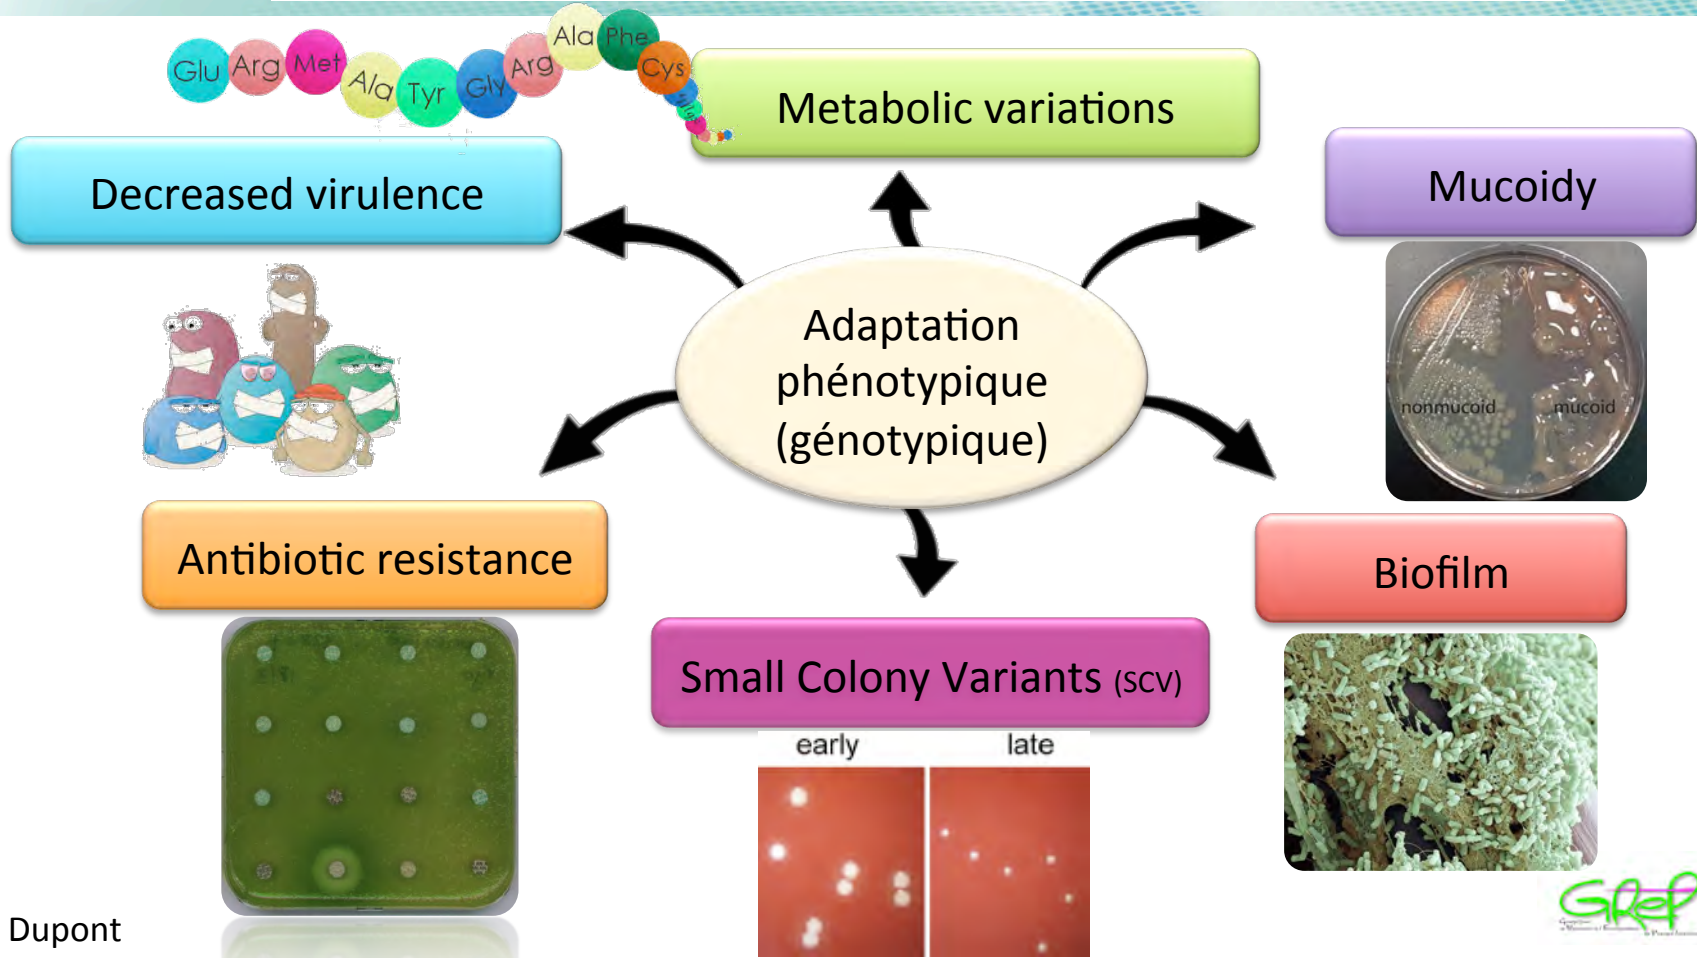 Glu Arg Met Ala Tyr Gly Arg Ala Phe Cys
Metabolic variations
Decreased virulence
Mucoidy
Adaptation
phénotypique
(génotypique)
nonmucoid mucoid
Antibiotic resistance
Biofilm
Small Colony Variants (SCV)
early late
Dupont
GReP